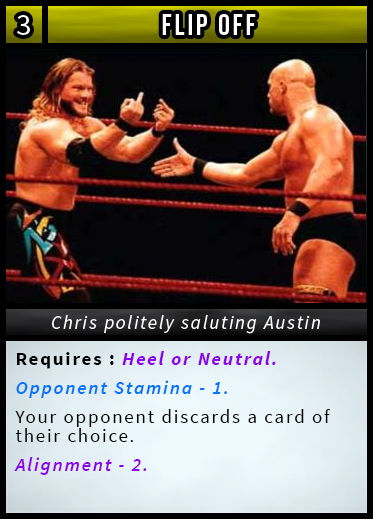 3 FLIP OFF
Chris politely saluting Austin
Requires : Heel or Neutral.
Opponent Stamina - 1.
Your opponent discards a card of
their choice.
Alignment - 2.